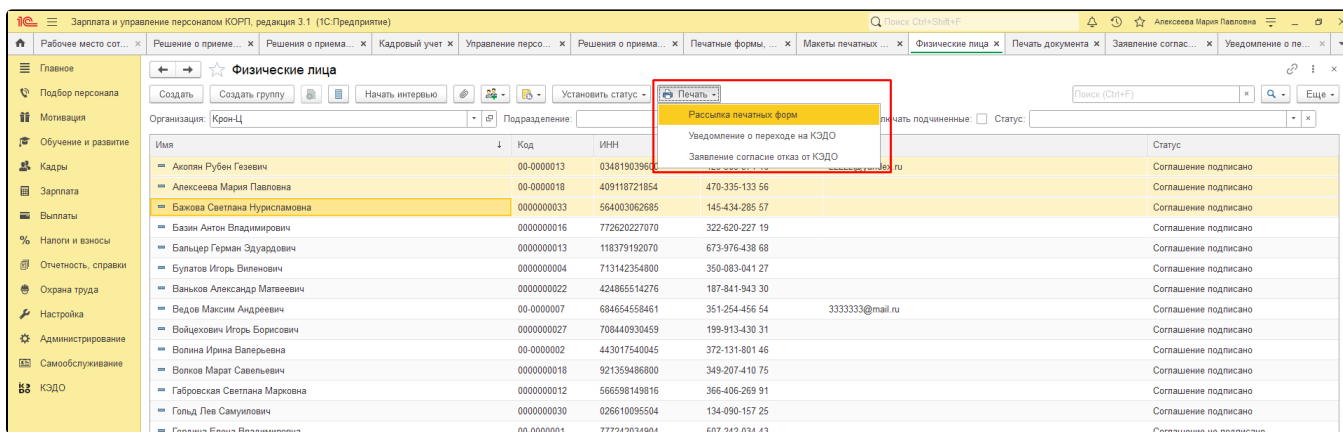 1С Зарплата и управление персоналом КОРП, редакция 3.1 (1С:Предприятие) Поиск Ctrl+Shift+F Алексеева Мария Павловна
Рабочее место сот... × Решение о приеме... × Решения о приема... × Кадровый учет × Управление персо... × Решения о приема... × Печатные формы, ... × Макеты печатных ... × Физические лица × Печать документа × Заявление соглас... × Уведомление о пе... ×
Главное
Подбор персонала
Мотивация
Обучение и развитие
Кадры
Зарплата
Выплаты
% Налоги и взносы
Отчетность, справки
Охрана труда
Настройка
Администрирование
Самообслуживание
КЭДО
Физические лица
Создать Создать группу Начать интервью Установить статус Печать Поиск (Ctrl+F) × Еще
Организация: Крон-Ц Подразделение: Статус:
Рассылка печатных форм
Уведомление о переходе на КЭДО
Заявление согласие отказ от КЭДО
Имя ↓ Код ИНН Статус
Акопян Рубен Гезевич 00-0000013 Соглашение подписано
Алексеева Мария Павловна 00-0000018 409118721854 470-335-133 56 Соглашение подписано
Бажова Светлана Нурисламовна 0000000033 564003062685 145-434-285 57 Соглашение подписано
Базин Антон Владимирович 0000000016 772620227070 322-620-227 19 Соглашение подписано
Бальцер Герман Эдуардович 0000000013 118379192070 673-976-438 68 Соглашение подписано
Булатов Игорь Виленович 0000000004 713142354800 350-083-041 27 Соглашение подписано
Ваньков Александр Матвеевич 0000000022 424865514276 187-841-943 30 Соглашение подписано
Ведов Максим Андреевич 00-0000007 684654558461 351-254-456 54 3333333@mail.ru Соглашение подписано
Войцехович Игорь Борисович 0000000027 708440930459 199-913-430 31 Соглашение подписано
Волина Ирина Валерьевна 00-0000002 443017540045 372-131-801 46 Соглашение подписано
Волков Марат Савельевич 0000000018 921359486800 349-207-410 75 Соглашение подписано
Габровская Светлана Марковна 0000000012 566598149816 366-406-269 91 Соглашение подписано
Гольд Лев Самуилович 0000000030 026610095504 134-090-157 25 Соглашение подписано